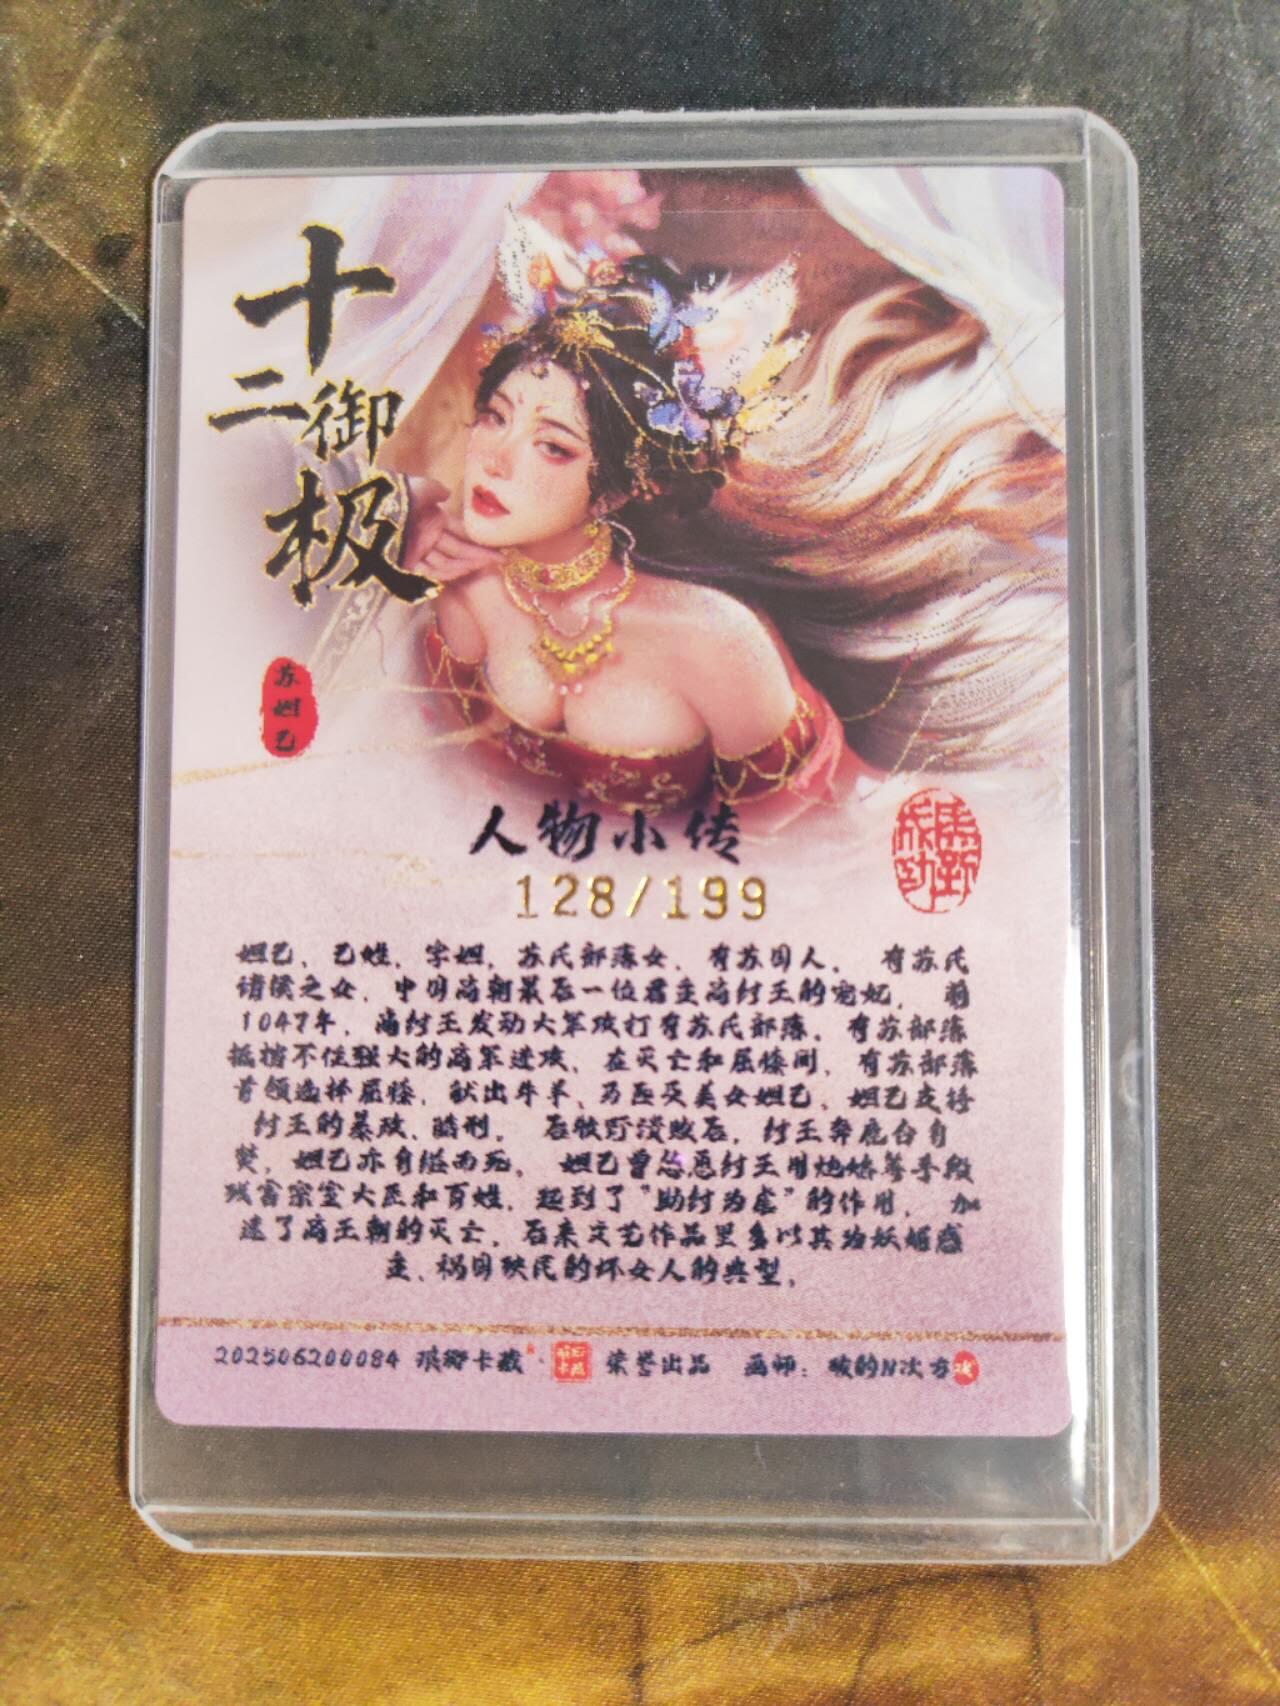 十
二御
极
苏妲己
人物小传
128/199
妲己，己姓，字妲，苏氏部落女，有苏国人， 有苏氏
诸侯之女，中国商朝最后一位君主商纣王的宠妃， 前
1047年，商纣王发动大军攻打有苏氏部落，有苏部落
抵挡不住强大的商军进攻，在灭亡和屈辱间，有苏部落
首领选择屈辱，献出牛羊、马匹及美女妲己，妲己支持
纣王的暴政、酷刑， 后牧野溃败后，纣王奔鹿台自
焚，妲己亦自缢而死， 妲己曾怂恿纣王用炮烙等手段
残害宗室大臣和百姓，起到了“助纣为虐”的作用， 加
速了商王朝的灭亡，后来文艺作品里多以其为妖姬惑
主、祸国殃民的坏女人的典型。
202506200084 琅琊卡藏 · 荣誉出品 画师：破的N次方